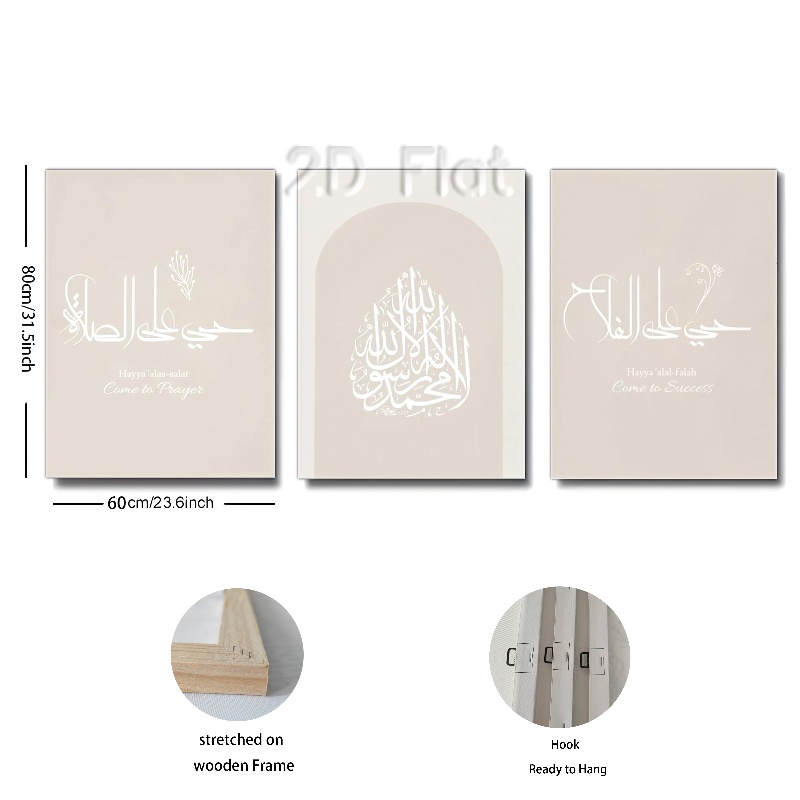 2D Flat
80cm/31.5inch
حي على الصلاة
Hayya 'alas-salat
Come to Prayer
لا إله إلا الله محمد رسول الله
حي على الفلاح
Hayya 'alal-falah
Come to Success
60cm/23.6inch
stretched on
wooden Frame
Hook
Ready to Hang